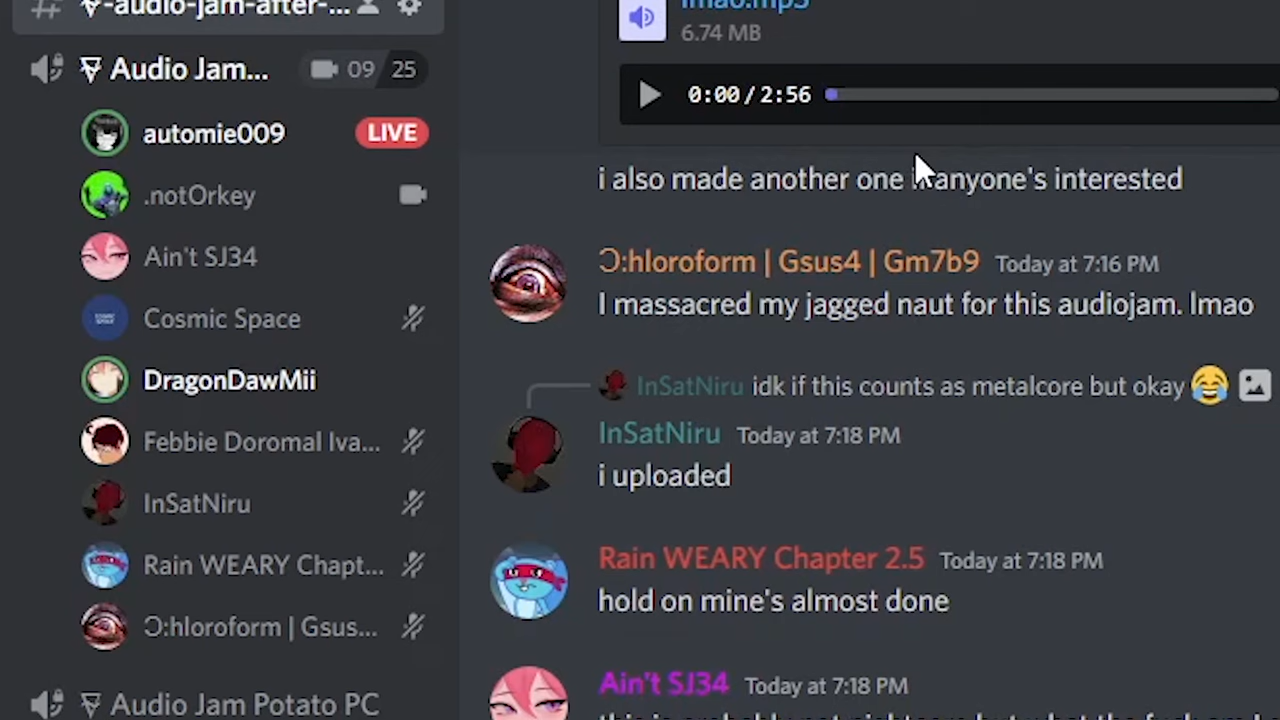 -audio-jam-after-...
Audio Jam... 09 25
automie009 LIVE
.notOrkey
Ain't SJ34
Cosmic Space
DragonDawMii
Febbie Doromal Iva...
InSatNiru
Rain WEARY Chapt...
Ɔ:hloroform | Gsus...
Audio Jam Potato PC
lmao.mp3
6.74 MB
0:00 / 2:56
i also made another one anyone's interested
Ɔ:hloroform | Gsus4 | Gm7b9 Today at 7:16 PM
I massacred my jagged naut for this audiojam. lmao
InSatNiru idk if this counts as metalcore but okay 😂
InSatNiru Today at 7:18 PM
i uploaded
Rain WEARY Chapter 2.5 Today at 7:18 PM
hold on mine's almost done
Ain't SJ34 Today at 7:18 PM